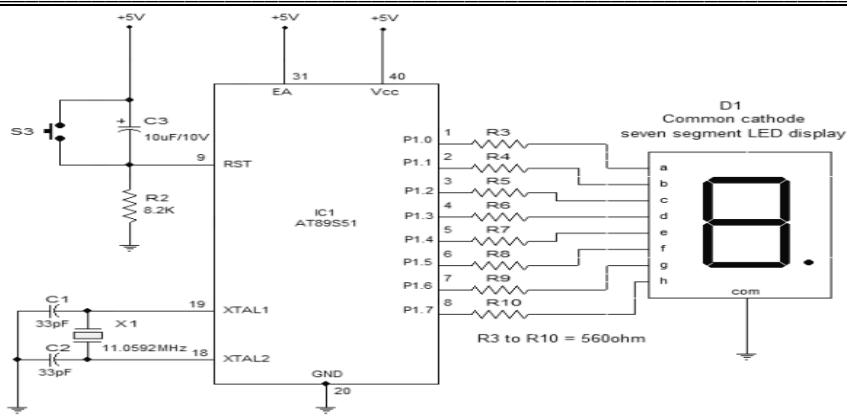 +5V
+5V
+5V
31
40
EA
Vcc
S3
+
C3
10uF/10V
9
RST
R2
8.2K
IC1
AT89S51
C1
33pF
X1
11.0592MHz
C2
33pF
19
XTAL1
18
XTAL2
GND
20
P1.0
1
R3
P1.1
2
R4
P1.2
3
R5
P1.3
4
R6
P1.4
5
R7
P1.5
6
R8
P1.6
7
R9
P1.7
8
R10
R3 to R10 = 560ohm
D1
Common cathode
seven segment LED display
a
b
c
d
e
f
g
h
com